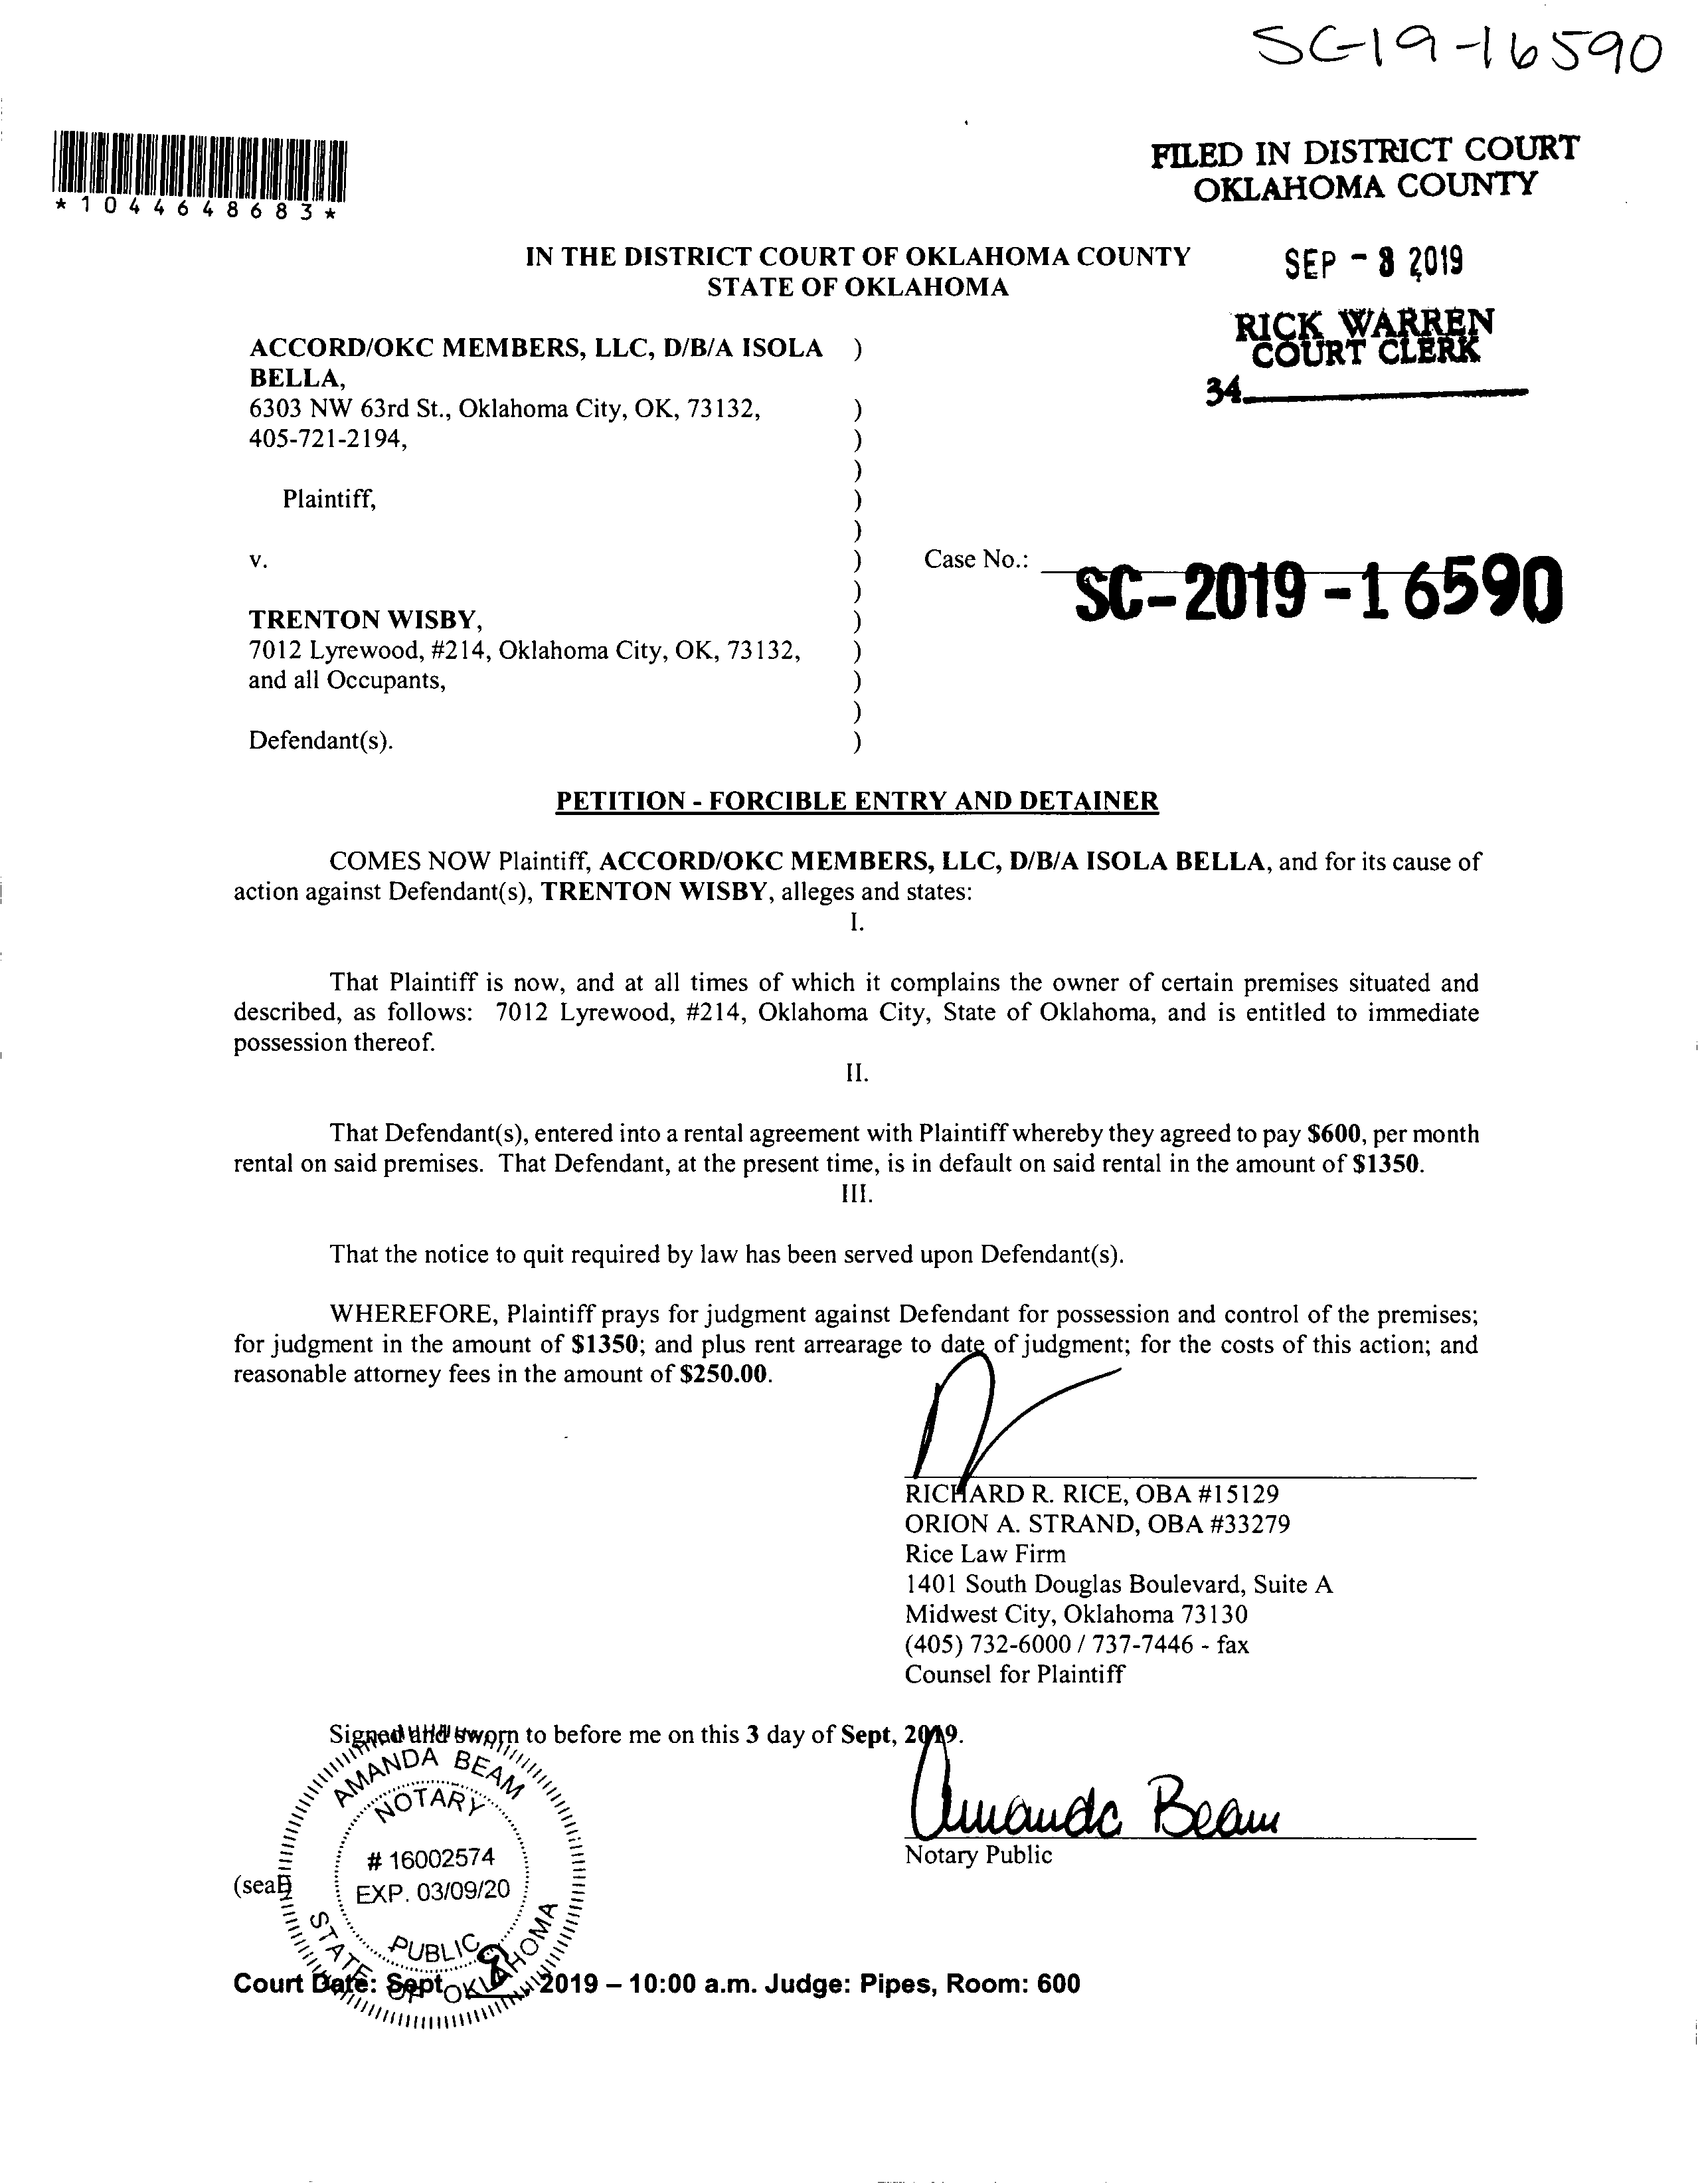 SC-19-16590
*1044648683*
FILED IN DISTRICT COURT
OKLAHOMA COUNTY
IN THE DISTRICT COURT OF OKLAHOMA COUNTY
STATE OF OKLAHOMA
SEP - 8 2019
RICK WARREN
COURT CLERK
34
ACCORD/OKC MEMBERS, LLC, D/B/A ISOLA )
BELLA,
6303 NW 63rd St., Oklahoma City, OK, 73132, )
405-721-2194, )
)
Plaintiff, )
)
v. )
Case No.: SC-2019-16590
)
TRENTON WISBY, )
7012 Lyrewood, #214, Oklahoma City, OK, 73132, )
and all Occupants, )
)
Defendant(s). )
PETITION - FORCIBLE ENTRY AND DETAINER
COMES NOW Plaintiff, ACCORD/OKC MEMBERS, LLC, D/B/A ISOLA BELLA, and for its cause of
action against Defendant(s), TRENTON WISBY, alleges and states:
I.
That Plaintiff is now, and at all times of which it complains the owner of certain premises situated and
described, as follows: 7012 Lyrewood, #214, Oklahoma City, State of Oklahoma, and is entitled to immediate
possession thereof.
II.
That Defendant(s), entered into a rental agreement with Plaintiff whereby they agreed to pay $600, per month
rental on said premises. That Defendant, at the present time, is in default on said rental in the amount of $1350.
III.
That the notice to quit required by law has been served upon Defendant(s).
WHEREFORE, Plaintiff prays for judgment against Defendant for possession and control of the premises;
for judgment in the amount of $1350; and plus rent arrearage to date of judgment; for the costs of this action; and
reasonable attorney fees in the amount of $250.00.
RICHARD R. RICE, OBA #15129
ORION A. STRAND, OBA #33279
Rice Law Firm
1401 South Douglas Boulevard, Suite A
Midwest City, Oklahoma 73130
(405) 732-6000 / 737-7446 - fax
Counsel for Plaintiff
Signed and sworn to before me on this 3 day of Sept, 2019.
AMANDA BEAM
NOTARY
# 16002574
EXP. 03/09/20
PUBLIC
STATE OF OKLAHOMA
(seal)
Amanda Beam
Notary Public
Court Date: Sept 2019 – 10:00 a.m. Judge: Pipes, Room: 600